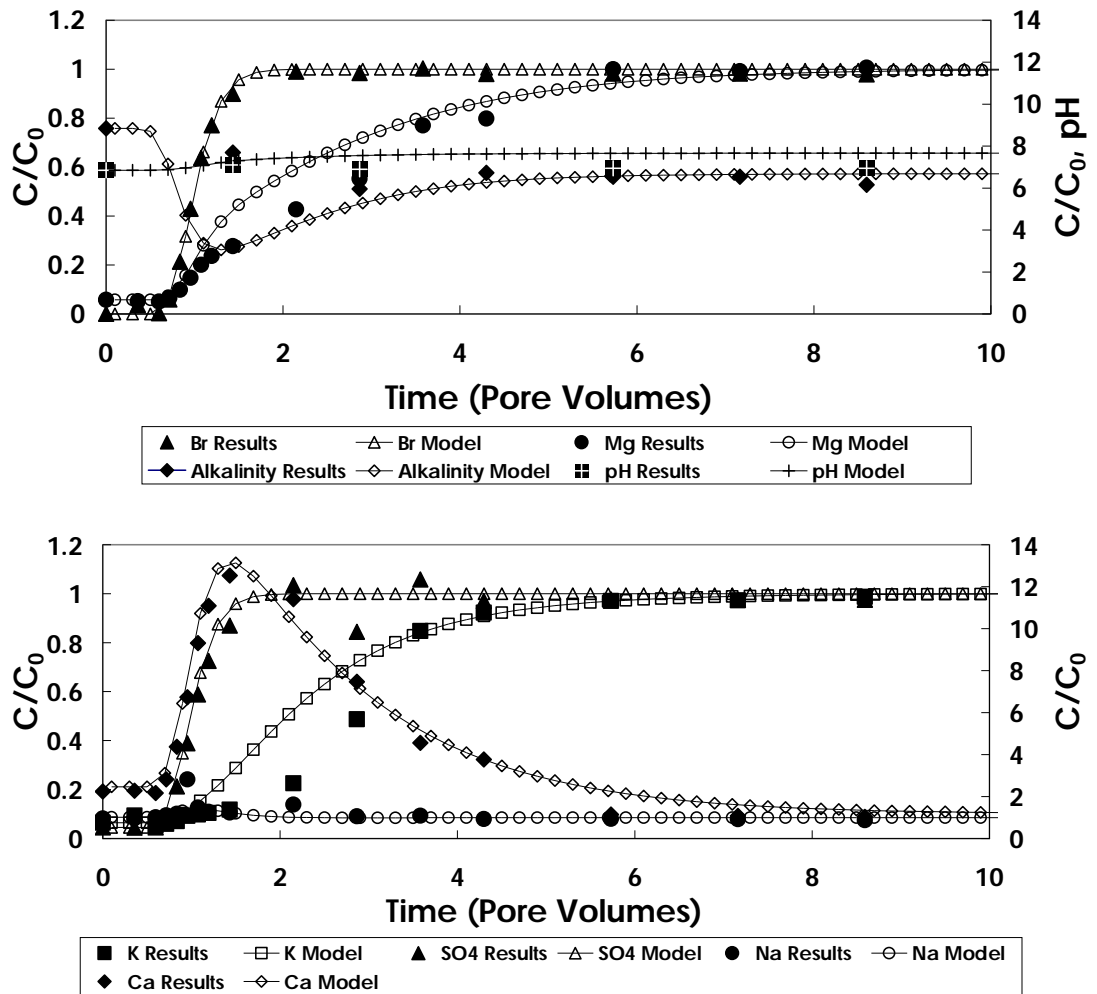 1.2
1
0.8
0.6
0.4
0.2
0
C/C0
14
12
10
8
6
4
2
0
C/C0, pH
0 2 4 6 8 10
Time (Pore Volumes)
Br Results Br Model Mg Results Mg Model
Alkalinity Results Alkalinity Model pH Results pH Model
1.2
1
0.8
0.6
0.4
0.2
0
C/C0
14
12
10
8
6
4
2
0
C/C0
0 2 4 6 8 10
Time (Pore Volumes)
K Results K Model SO4 Results SO4 Model Na Results Na Model
Ca Results Ca Model